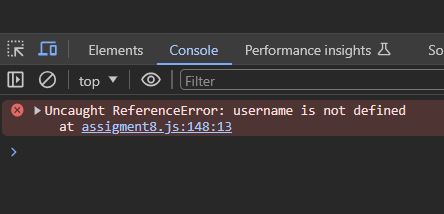 Elements Console Performance insights So
top Filter
Uncaught ReferenceError: username is not defined
at assigment8.js:148:13